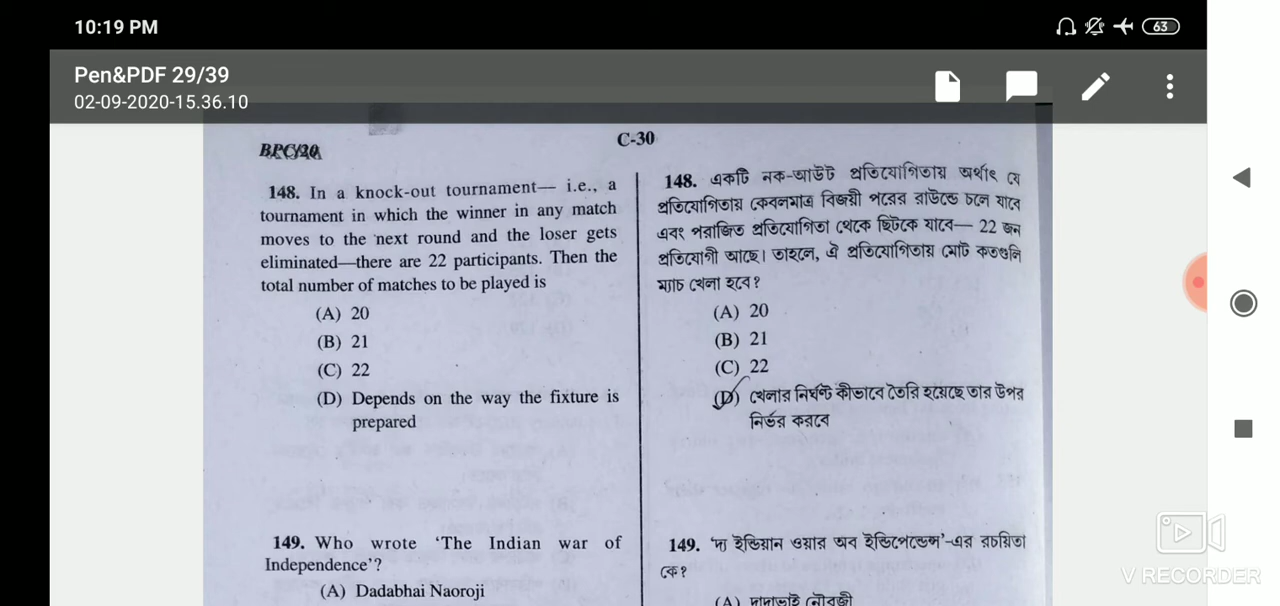 10:19 PM
63
Pen&PDF 29/39
02-09-2020-15.36.10
C-30
148. In a knock-out tournament— i.e., a
tournament in which the winner in any match
moves to the next round and the loser gets
eliminated—there are 22 participants. Then the
total number of matches to be played is
(A) 20
(B) 21
(C) 22
(D) Depends on the way the fixture is
prepared
149. Who wrote ‘The Indian war of
Independence’?
(A) Dadabhai Naoroji
148. একটি নক-আউট প্রতিযোগিতায় অর্থাৎ যে
প্রতিযোগিতায় কেবলমাত্র বিজয়ী পরের রাউন্ডে চলে যাবে
এবং পরাজিত প্রতিযোগিতা থেকে ছিটকে যাবে— 22 জন
প্রতিযোগী আছে। তাহলে, ঐ প্রতিযোগিতায় মোট কতগুলি
ম্যাচ খেলা হবে?
(A) 20
(B) 21
(C) 22
(D) খেলার নির্ঘণ্ট কীভাবে তৈরি হয়েছে তার উপর
নির্ভর করবে
149. ‘দ্য ইন্ডিয়ান ওয়ার অব ইন্ডিপেন্ডেন্স’-এর রচয়িতা
কে?
(A) দাদাভাই নৌরজী
V RECORDER